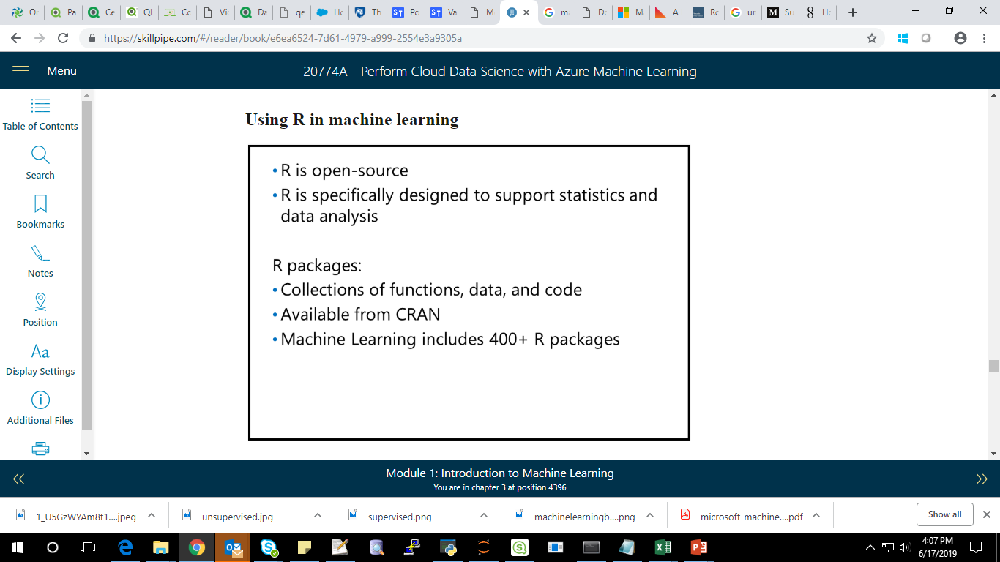 Or
Pa
Ce
Ql
Cc
Vi
Da
qe
Hc
Th
Pc
Va
M
m
Dc
M
A
Rc
ur
Su
Hc
https://skillpipe.com/#/reader/book/e6ea6524-7d61-4979-a999-2554e3a9305a
Menu
20774A - Perform Cloud Data Science with Azure Machine Learning
Table of Contents
Search
Bookmarks
Notes
Position
Aa
Display Settings
Additional Files
Using R in machine learning
• R is open-source
• R is specifically designed to support statistics and
data analysis
R packages:
• Collections of functions, data, and code
• Available from CRAN
• Machine Learning includes 400+ R packages
Module 1: Introduction to Machine Learning
You are in chapter 3 at position 4396
1_U5GzWYAm8t1....jpeg
unsupervised.jpg
supervised.png
machinelearningb....png
microsoft-machine....pdf
Show all
4:07 PM
6/17/2019